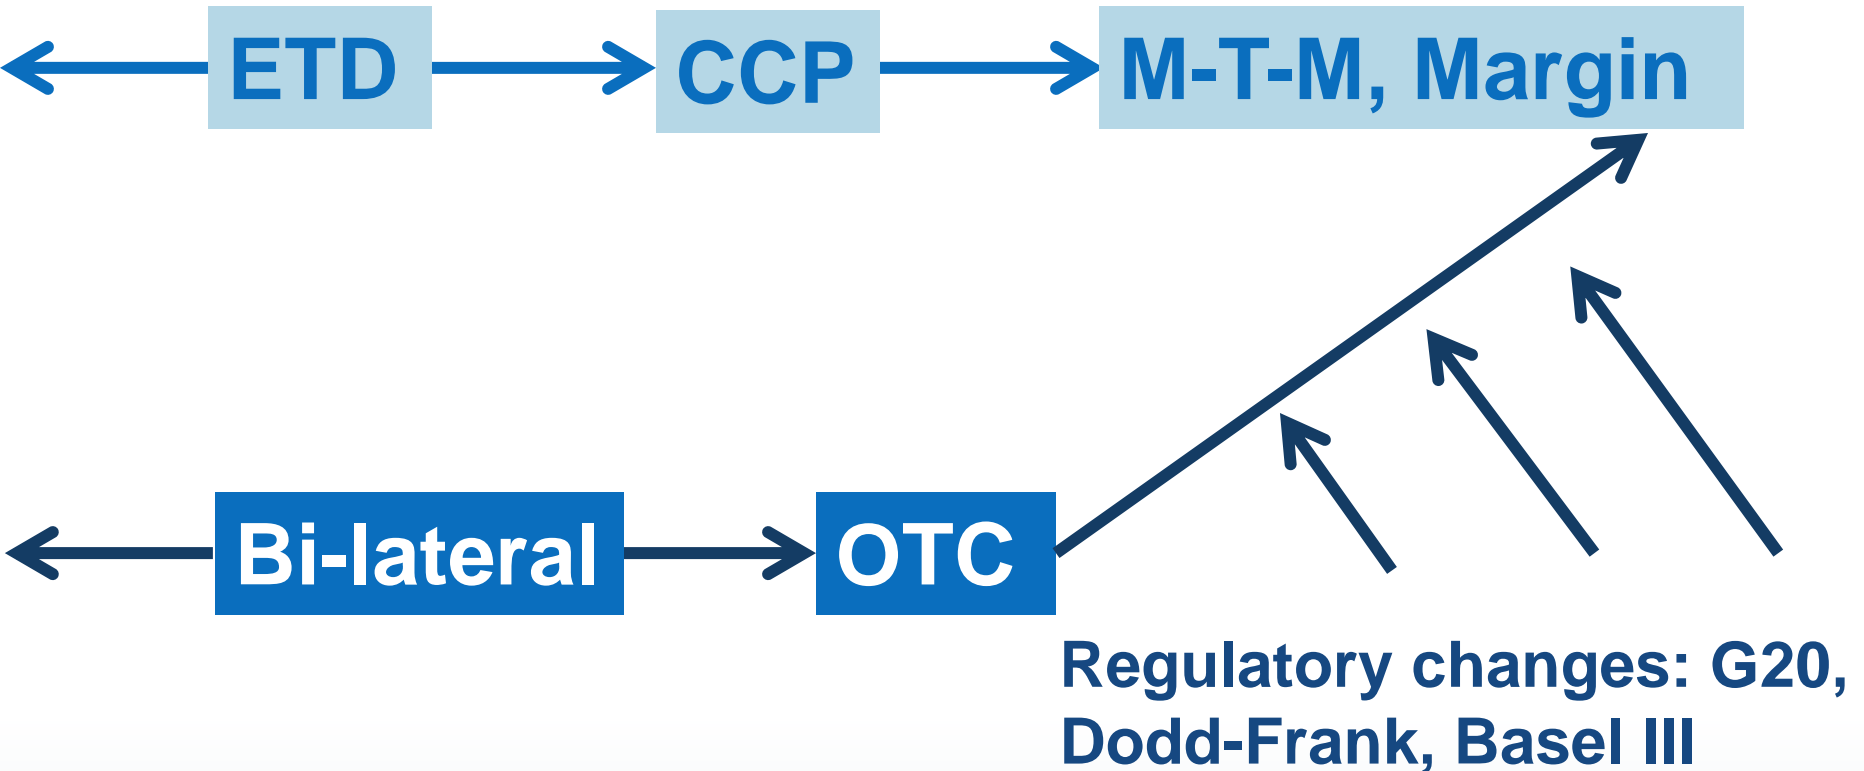 ETD
CCP
M-T-M, Margin
Bi-lateral
OTC
Regulatory changes: G20,
Dodd-Frank, Basel III